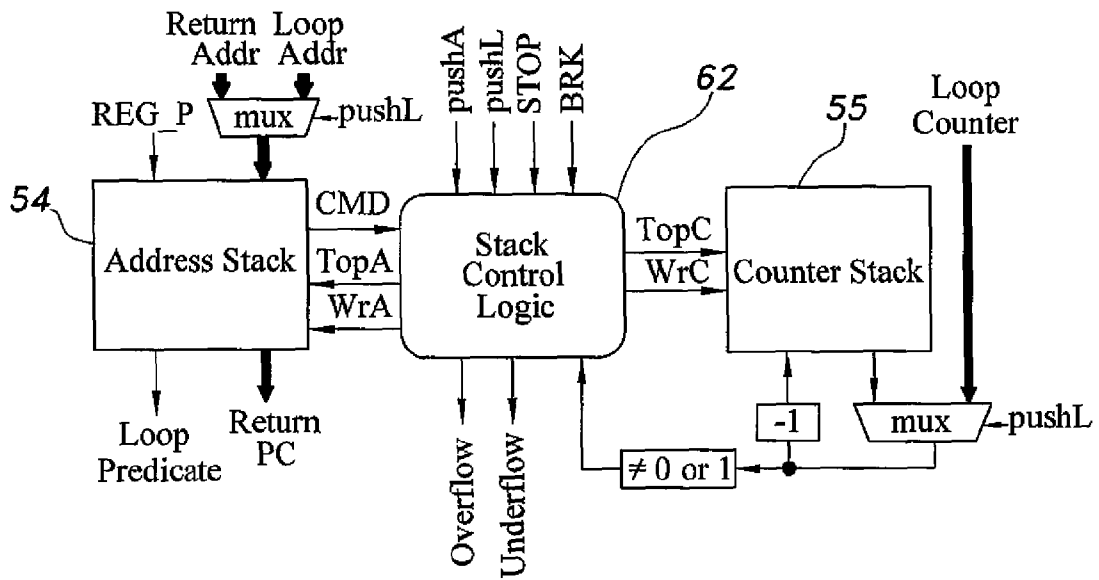 Return Addr
Loop Addr
REG_P
mux
pushL
pushA
pushL
STOP
BRK
62
55
Loop
Counter
54
Address Stack
CMD
TopA
WrA
Stack
Control
Logic
TopC
WrC
Counter Stack
Loop
Predicate
Return
PC
Overflow
Underflow
≠ 0 or 1
-1
mux
pushL